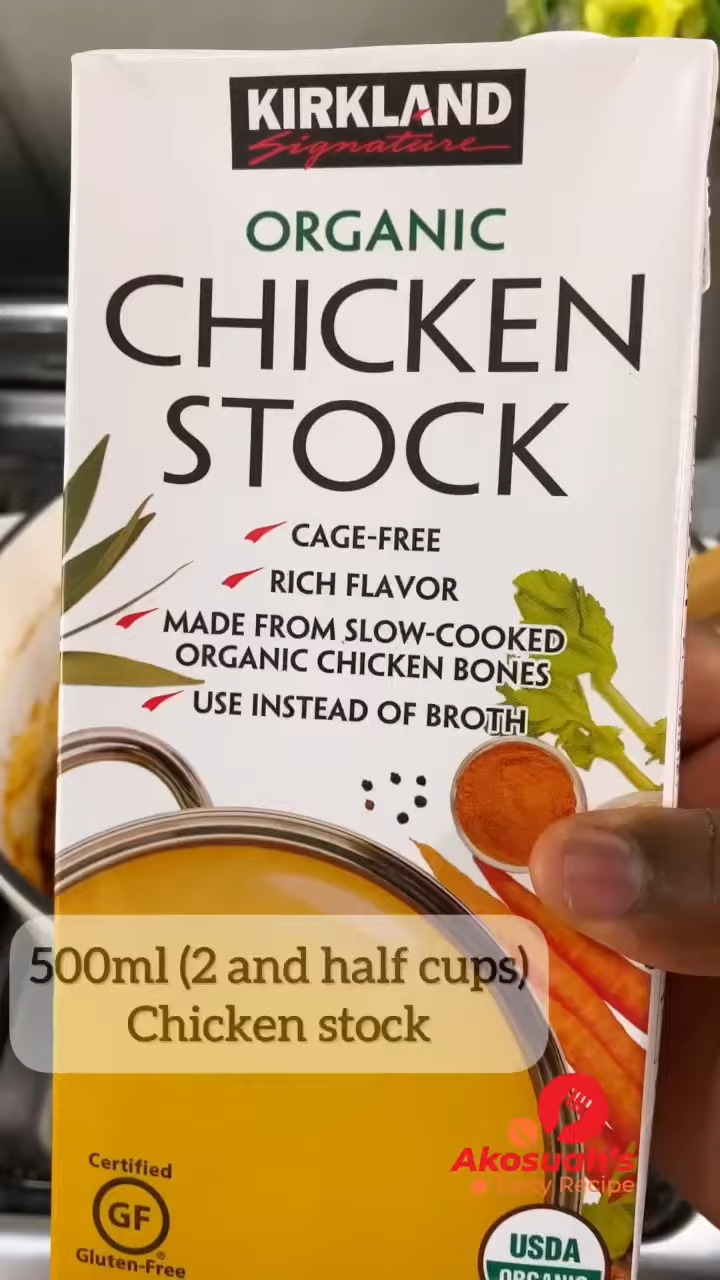 KIRKLAND
Signature
ORGANIC
CHICKEN
STOCK
CAGE-FREE
RICH FLAVOR
MADE FROM SLOW-COOKED
ORGANIC CHICKEN BONES
USE INSTEAD OF BROTH
500ml (2 and half cups)
Chicken stock
Akosuah's
Tasty Recipe
Certified
GF
Gluten-Free
USDA
ORGANIC